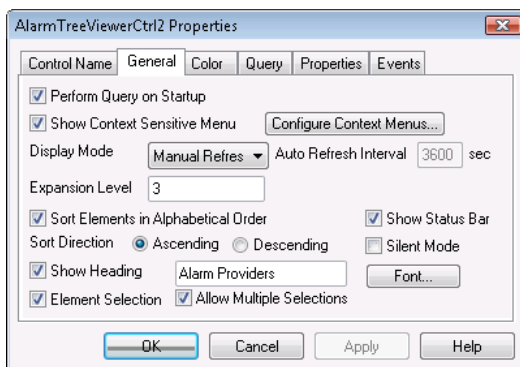 AlarmTreeViewerCtrl2 Properties
Control Name General Color Query Properties Events
Perform Query on Startup
Show Context Sensitive Menu Configure Context Menus...
Display Mode Manual Refres Auto Refresh Interval 3600 sec
Expansion Level 3
Sort Elements in Alphabetical Order Show Status Bar
Sort Direction Ascending Descending Silent Mode
Show Heading Alarm Providers Font...
Element Selection Allow Multiple Selections
OK Cancel Apply Help